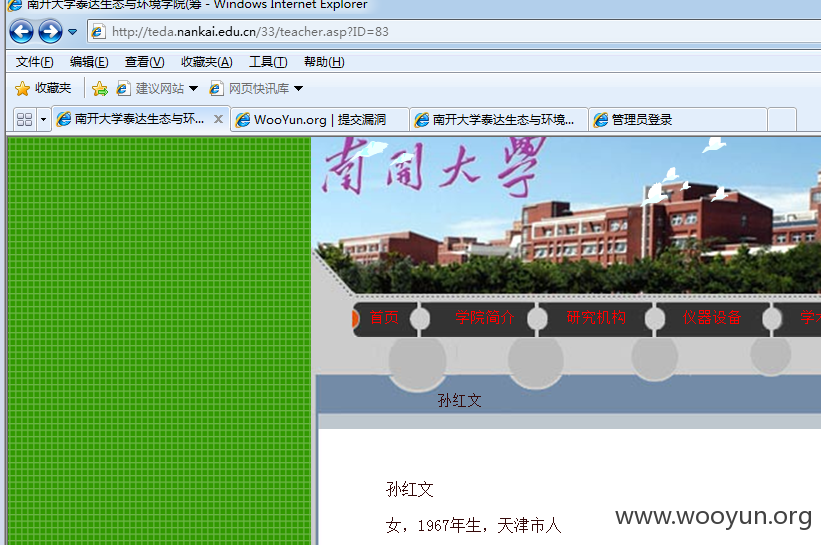 南开大学泰达生态与环境学院(筹 - Windows Internet Explorer
http://teda.nankai.edu.cn/33/teacher.asp?ID=83
文件(F) 编辑(E) 查看(V) 收藏夹(A) 工具(T) 帮助(H)
收藏夹 建议网站 网页快讯库
南开大学泰达生态与环... WooYun.org | 提交漏洞 南开大学泰达生态与环境... 管理员登录
南開大學
首页 学院简介 研究机构 仪器设备
孙红文
孙红文
女，1967年生，天津市人
www.wooyun.org